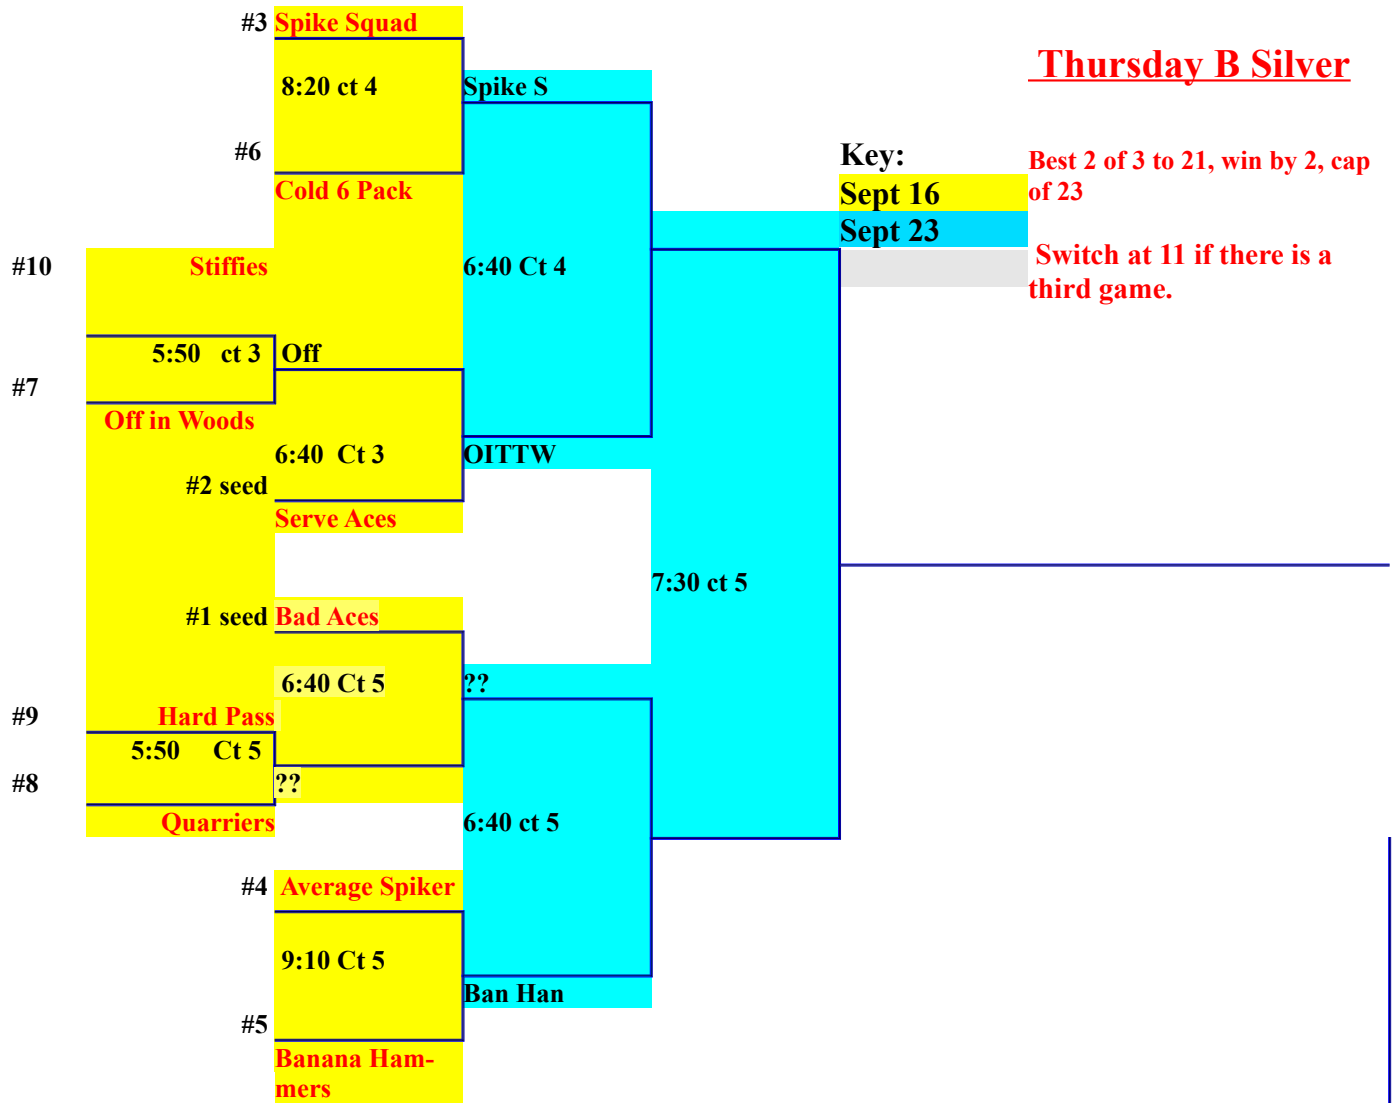 #3 Spike Squad
Thursday B Silver
8:20 ct 4
Spike S
#6
Key:
Best 2 of 3 to 21, win by 2, cap
of 23
Cold 6 Pack
Sept 16
Sept 23
Switch at 11 if there is a
third game.
#10 Stiffies
6:40 Ct 4
5:50 ct 3
Off
#7
Off in Woods
6:40 Ct 3
OITTW
#2 seed
Serve Aces
7:30 ct 5
#1 seed Bad Aces
6:40 Ct 5
??
#9 Hard Pass
5:50 Ct 5
#8
??
Quarriers
6:40 ct 5
#4 Average Spiker
9:10 Ct 5
Ban Han
#5
Banana Ham-
mers